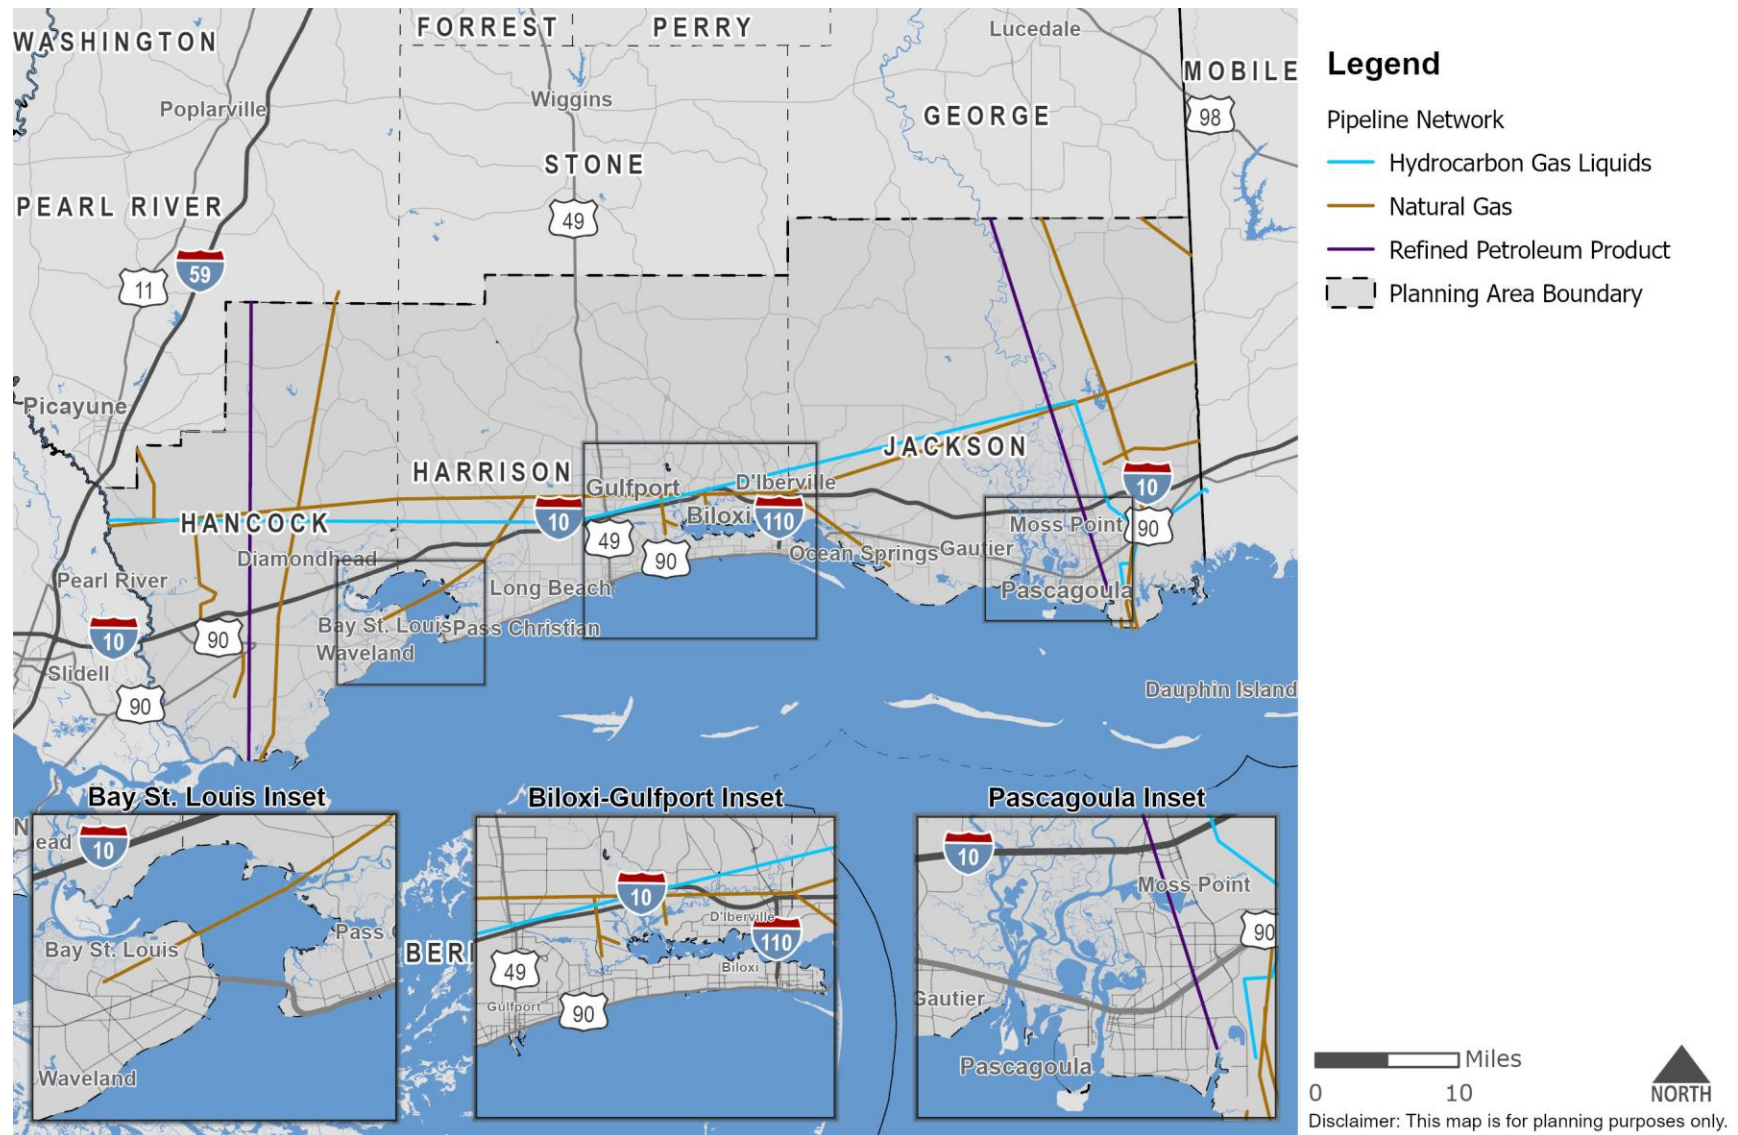 WASHINGTON
FORREST
PERRY
Lucedale
MOBILE
Poplarville
Wiggins
GEORGE
98
STONE
PEARL RIVER
49
59
11
Picayune
HARRISON
JACKSON
Gulfport
D'Iberville
10
HANCOCK
10
Biloxi
110
Moss Point
90
49
90
Diamondhead
Ocean Springs
Gautier
Pearl River
Long Beach
Pascagoula
10
90
Bay St. Louis
Pass Christian
Waveland
Slidell
90
Dauphin Island
Bay St. Louis Inset
N
ead
10
Bay St. Louis
Pass
Waveland
BERI
Biloxi-Gulfport Inset
10
D'Iberville
110
49
Biloxi
Gulfport
90
Pascagoula Inset
10
Moss Point
90
Gautier
Pascagoula
Legend
Pipeline Network
Hydrocarbon Gas Liquids
Natural Gas
Refined Petroleum Product
Planning Area Boundary
Miles
0 10
NORTH
Disclaimer: This map is for planning purposes only.